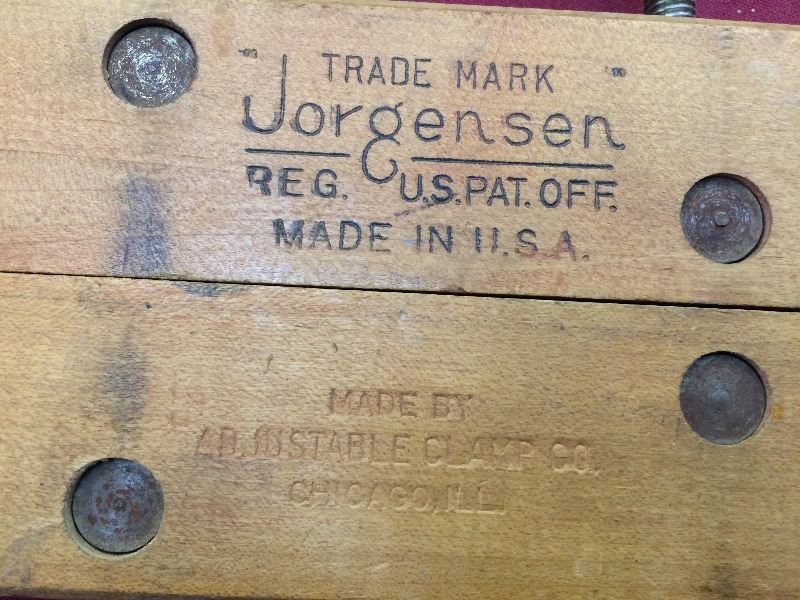 " TRADE MARK "
Jorgensen
REG. U.S. PAT. OFF.
MADE IN U.S.A.
MADE BY
ADJUSTABLE CLAMP CO.
CHICAGO, ILL.